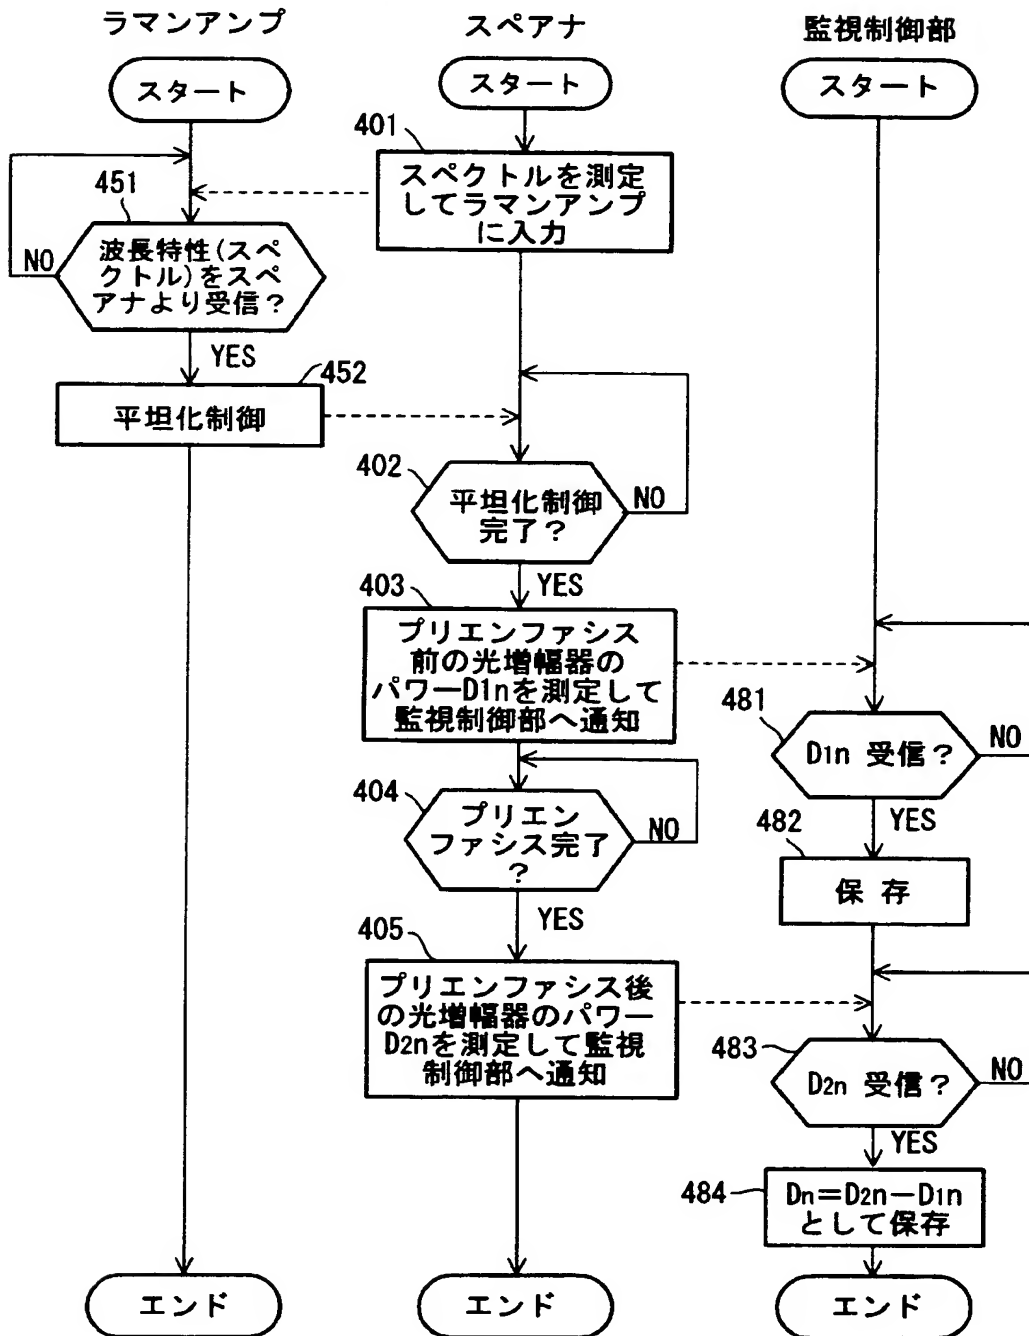 ラマンアンプ
スペアナ
監視制御部
スタート
スタート
スタート
401
スペクトルを測定
してラマンアンプ
に入力
451
波長特性(スペ
クトル)をスペ
アナより受信?
NO
YES
452
平坦化制御
402
平坦化制御
完了?
NO
YES
403
プリエンファシス
前の光増幅器の
パワーD1nを測定して
監視制御部へ通知
481
D1n 受信?
NO
YES
404
プリエン
ファシス完了
?
NO
YES
482
保 存
405
プリエンファシス後
の光増幅器のパワー
D2nを測定して監視
制御部へ通知
483
D2n 受信?
NO
YES
484
Dn=D2n−D1n
として保存
エンド
エンド
エンド